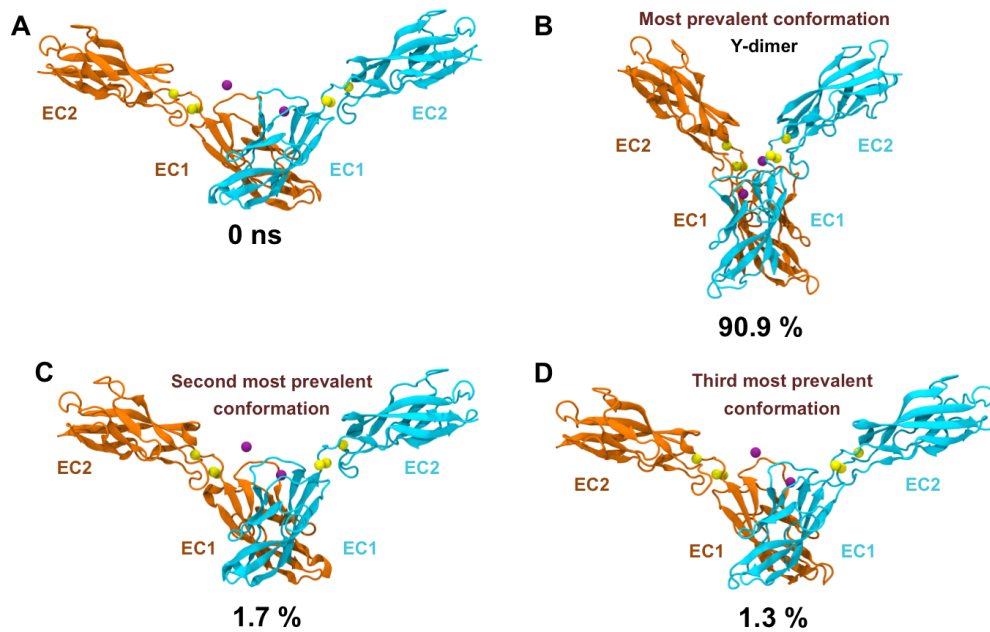 A
EC2
EC2
EC1
EC1
0 ns
B
Most prevalent conformation
Y-dimer
EC2
EC2
EC1
EC1
90.9 %
C
Second most prevalent
conformation
EC2
EC2
EC1
EC1
1.7 %
D
Third most prevalent
conformation
EC2
EC2
EC1
EC1
1.3 %